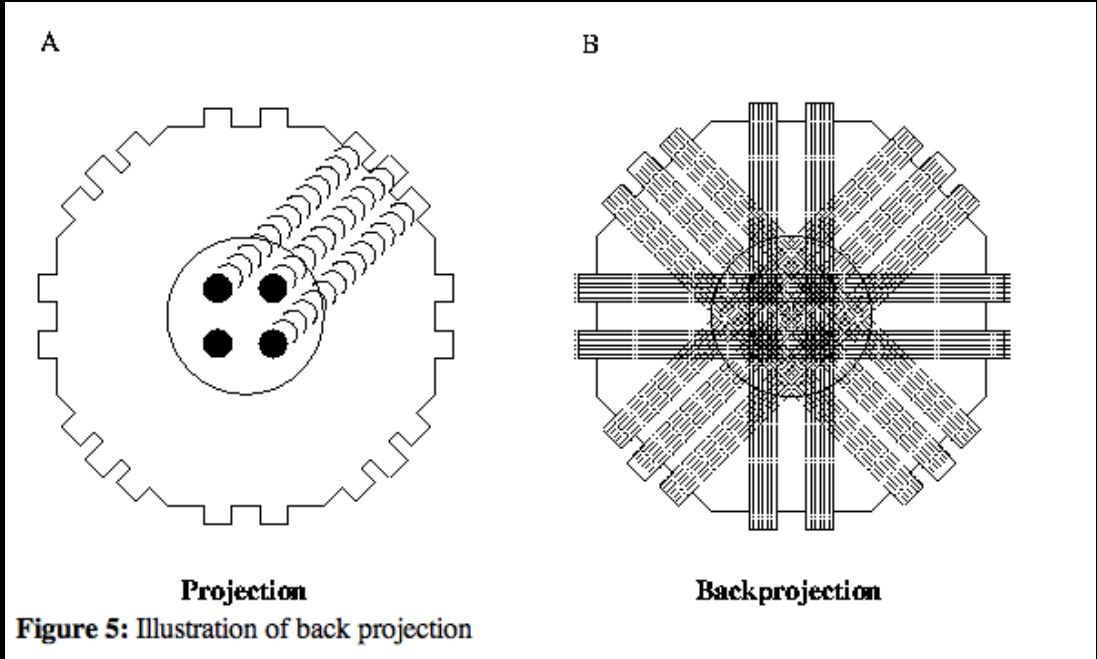 A
B
Projection
Backprojection
Figure 5: Illustration of back projection